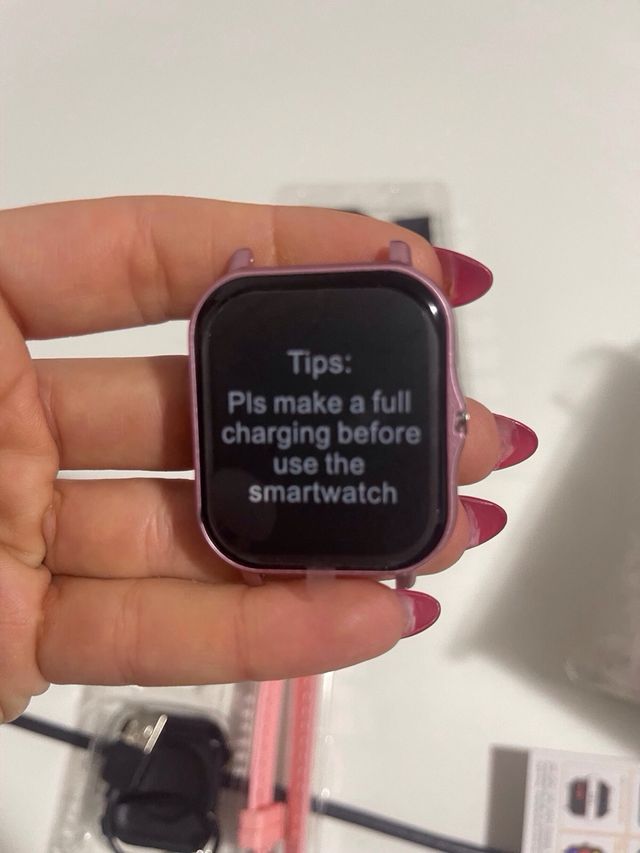 Tips:
Pls make a full
charging before
use the
smartwatch